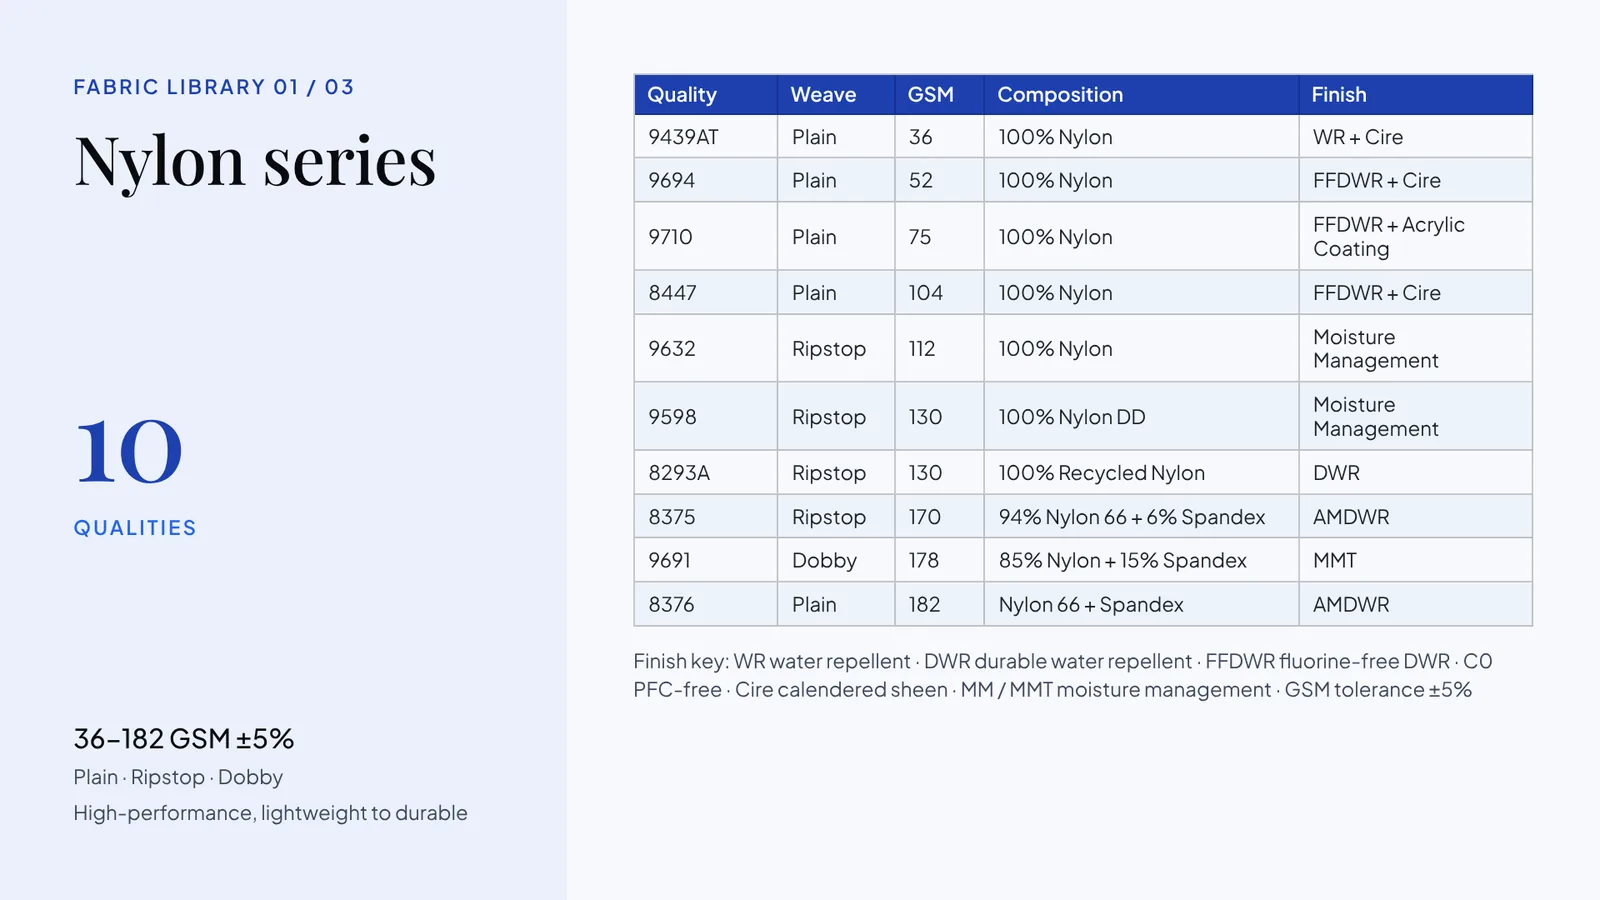 FABRIC LIBRARY 01 / 03
Nylon series
10
QUALITIES
36–182 GSM ±5%
Plain · Ripstop · Dobby
High-performance, lightweight to durable
Quality Weave GSM Composition Finish
9439AT Plain 36 100% Nylon WR + Cire
9694 Plain 52 100% Nylon FFDWR + Cire
9710 Plain 75 100% Nylon FFDWR + Acrylic
Coating
8447 Plain 104 100% Nylon FFDWR + Cire
9632 Ripstop 112 100% Nylon Moisture
Management
9598 Ripstop 130 100% Nylon DD Moisture
Management
8293A Ripstop 130 100% Recycled Nylon DWR
8375 Ripstop 170 94% Nylon 66 + 6% Spandex AMDWR
9691 Dobby 178 85% Nylon + 15% Spandex MMT
8376 Plain 182 Nylon 66 + Spandex AMDWR
Finish key: WR water repellent · DWR durable water repellent · FFDWR fluorine-free DWR · C0
PFC-free · Cire calendered sheen · MM / MMT moisture management · GSM tolerance ±5%